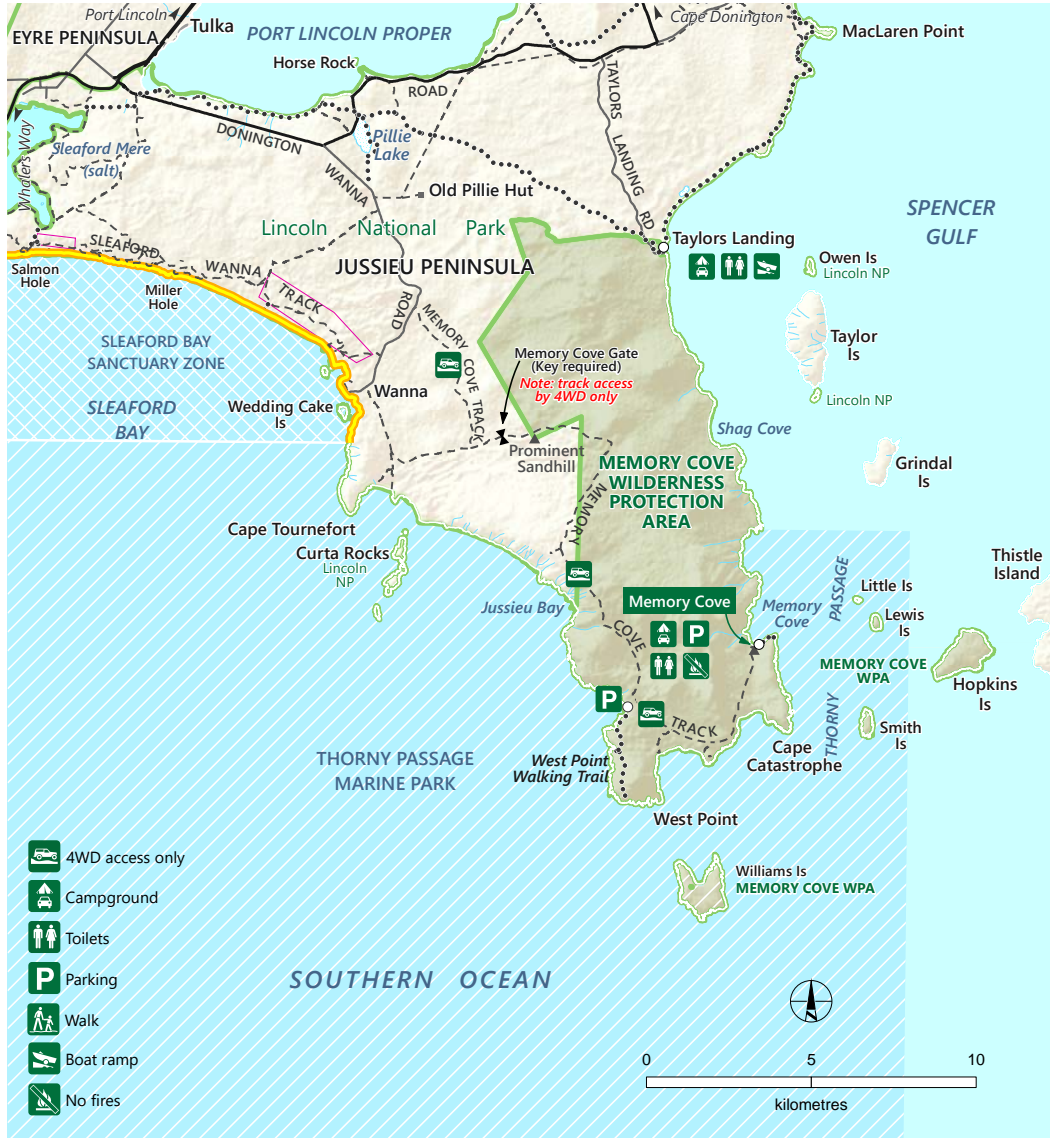 Port Lincoln
Tulka
EYRE PENINSULA
PORT LINCOLN PROPER
Cape Donington
MacLaren Point
Horse Rock
ROAD
DONINGTON
Pillie
Lake
TAYLORS LANDING RD
Whalers Way
Sleaford Mere
(salt)
WANNA
Old Pillie Hut
Lincoln National Park
SPENCER
GULF
SLEAFORD
WANNA
TRACK
Salmon
Hole
Miller
Hole
JUSSIEU PENINSULA
ROAD
Taylors Landing
Owen Is
Lincoln NP
Taylor
Is
Lincoln NP
SLEAFORD BAY
SANCTUARY ZONE
SLEAFORD
BAY
MEMORY COVE TRACK
Memory Cove Gate
(Key required)
Note: track access
by 4WD only
Wanna
Wedding Cake
Is
Shag Cove
Prominent
Sandhill
MEMORY COVE
WILDERNESS
PROTECTION
AREA
Grindal
Is
MEMORY
COVE
TRACK
Cape Tournefort
Curta Rocks
Lincoln
NP
Jussieu Bay
Memory Cove
P
Memory
Cove
THORNY
PASSAGE
Thistle
Island
Little Is
Lewis
Is
MEMORY COVE
WPA
Hopkins
Is
Smith
Is
P
Cape
Catastrophe
West Point
Walking Trail
THORNY PASSAGE
MARINE PARK
West Point
Williams Is
MEMORY COVE WPA
4WD access only
Campground
Toilets
P Parking
Walk
Boat ramp
No fires
SOUTHERN OCEAN
0 5 10
kilometres